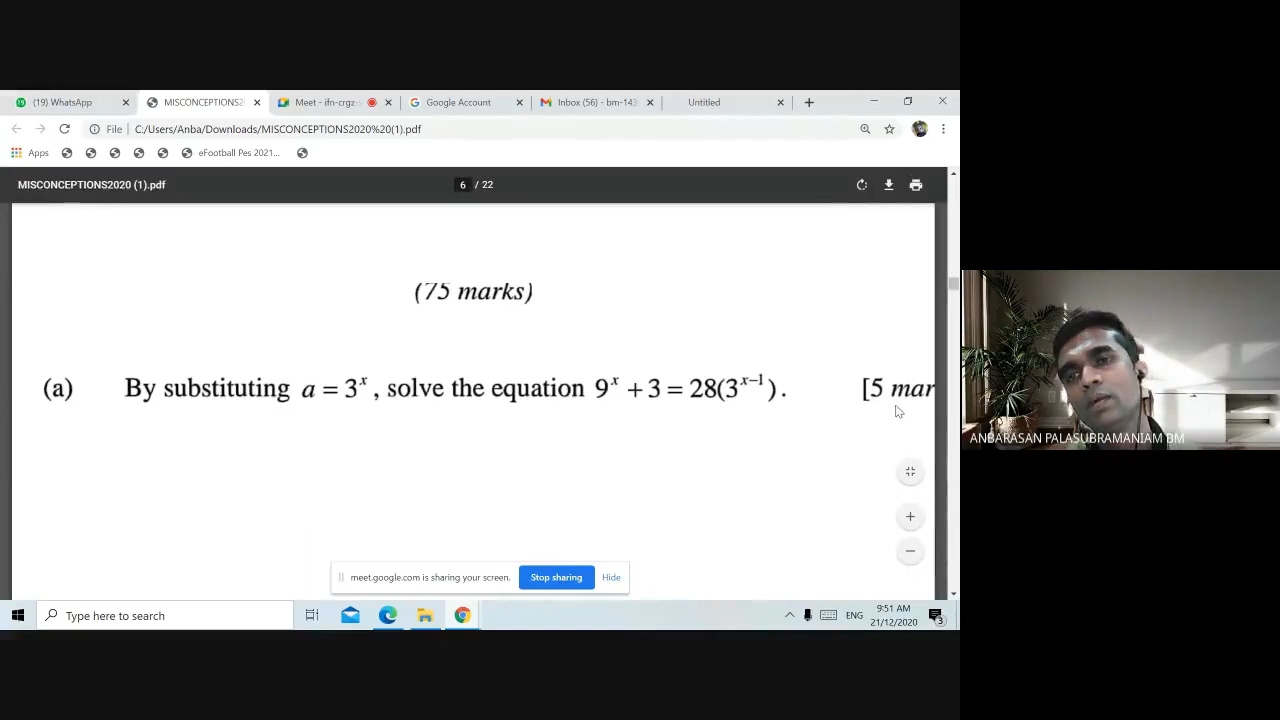 (19) WhatsApp
MISCONCEPTIONS2
Meet - ifn-crgz-
Google Account
Inbox (56) - bm-143
Untitled
File
C:/Users/Anba/Downloads/MISCONCEPTIONS2020%20(1).pdf
Apps
eFootball Pes 2021...
MISCONCEPTIONS2020 (1).pdf
6 / 22
(75 marks)
(a) By substituting a = 3ˣ, solve the equation 9ˣ + 3 = 28(3ˣ⁻¹). [5 mar
ANBARASAN PALASUBRAMANIAM BM
meet.google.com is sharing your screen. Stop sharing Hide
Type here to search
ENG
9:51 AM
21/12/2020
3